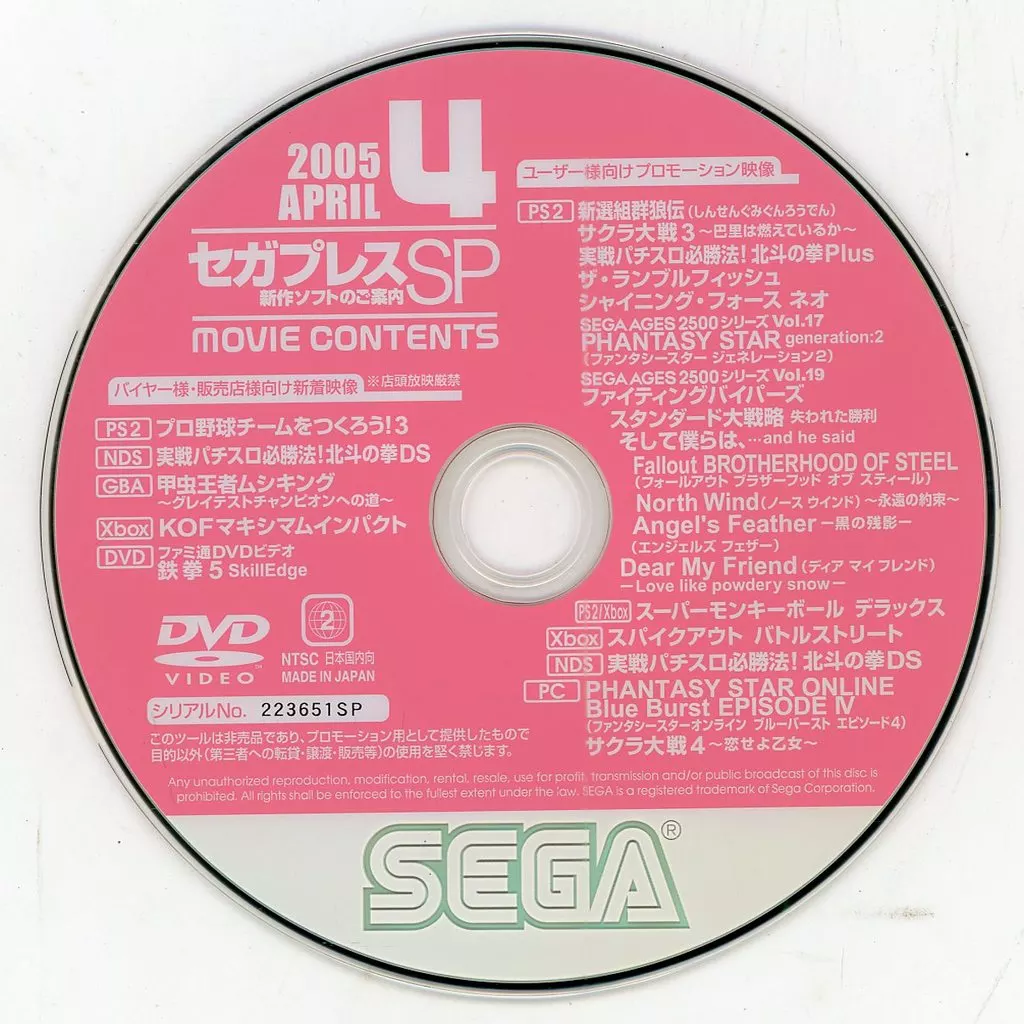 2005
APRIL
4
セガプレスSP
新作ソフトのご案内
MOVIE CONTENTS
バイヤー様・販売店様向け新着映像 ※店頭放映厳禁
PS2 プロ野球チームをつくろう!3
NDS 実戦パチスロ必勝法!北斗の拳DS
GBA 甲虫王者ムシキング
~グレイテストチャンピオンへの道~
Xbox KOFマキシマムインパクト
DVD ファミ通DVDビデオ
鉄拳5 SkillEdge
DVD
VIDEO
TM
2
NTSC 日本国内向
MADE IN JAPAN
シリアルNo. 223651SP
このツールは非売品であり、プロモーション用として提供したもので
目的以外(第三者への転貸・譲渡・販売等)の使用を堅く禁じます。
ユーザー様向けプロモーション映像
PS2 新選組群狼伝(しんせんぐみぐんろうでん)
サクラ大戦3~巴里は燃えているか~
実戦パチスロ必勝法!北斗の拳Plus
ザ・ランブルフィッシュ
シャイニング・フォース ネオ
SEGA AGES 2500シリーズ Vol.17
PHANTASY STAR generation:2
(ファンタシースター ジェネレーション2)
SEGA AGES 2500シリーズ Vol.19
ファイティングバイパーズ
スタンダード大戦略 失われた勝利
そして僕らは、…and he said
Fallout BROTHERHOOD OF STEEL
(フォールアウト ブラザーフッド オブ スティール)
North Wind(ノース ウインド)~永遠の約束~
Angel's Feather－黒の残影－
(エンジェルズ フェザー)
Dear My Friend(ディア マイ フレンド)
－Love like powdery snow－
PS2/Xbox スーパーモンキーボール デラックス
Xbox スパイクアウト バトルストリート
NDS 実戦パチスロ必勝法!北斗の拳DS
PC PHANTASY STAR ONLINE
Blue Burst EPISODE Ⅳ
(ファンタシースターオンライン ブルーバースト エピソード4)
サクラ大戦4~恋せよ乙女~
Any unauthorized reproduction, modification, rental, resale, use for profit, transmission and/or public broadcast of this disc is
prohibited. All rights shall be enforced to the fullest extent under the law. SEGA is a registered trademark of Sega Corporation.
SEGA®